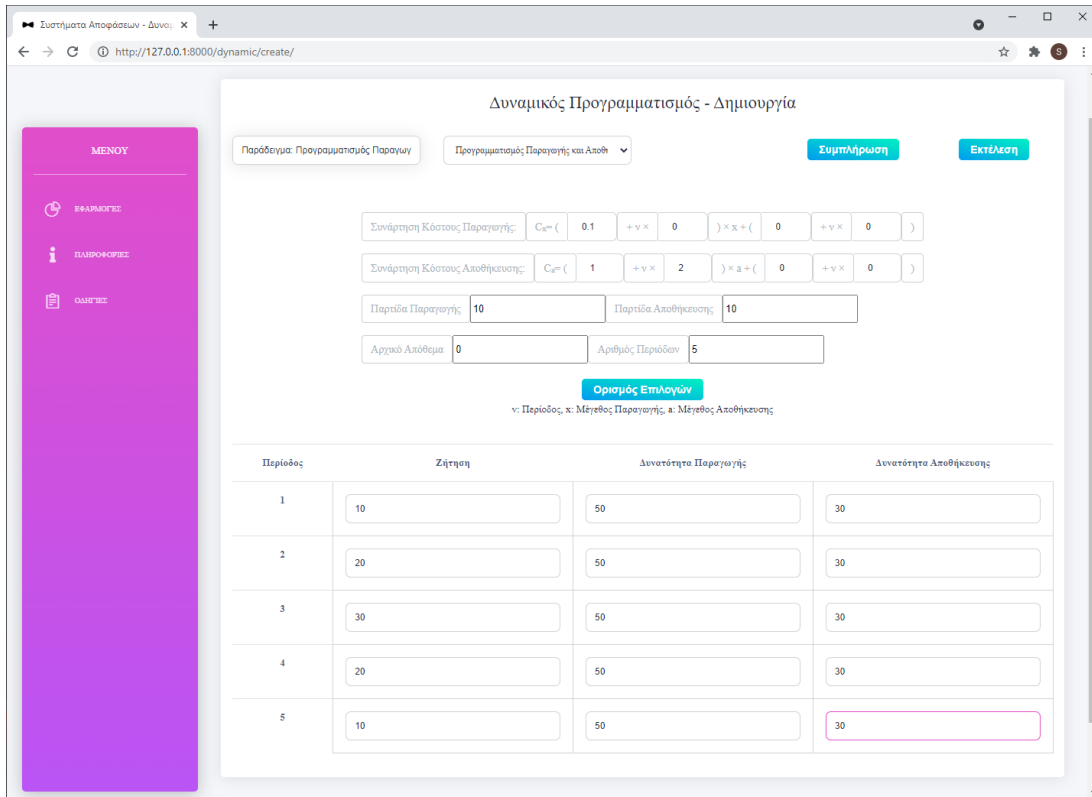 Συστήματα Αποφάσεων - Δυνα
http://127.0.0.1:8000/dynamic/create/
S
Δυναμικός Προγραμματισμός - Δημιουργία
ΜΕΝΟΥ
ΕΦΑΡΜΟΓΕΣ
ΠΛΗΡΟΦΟΡΙΕΣ
ΟΔΗΓΙΕΣ
Παράδειγμα: Προγραμματισμός Παραγωγ Προγραμματισμός Παραγωγής και Αποθ Συμπλήρωση Εκτέλεση
Συνάρτηση Κόστους Παραγωγής: Cx= ( 0.1 + ν × 0 ) × x + ( 0 + ν × 0 )
Συνάρτηση Κόστους Αποθήκευσης: Ca= ( 1 + ν × 2 ) × a + ( 0 + ν × 0 )
Παρτίδα Παραγωγής 10 Παρτίδα Αποθήκευσης 10
Αρχικό Απόθεμα 0 Αριθμός Περιόδων 5
Ορισμός Επιλογών
ν: Περίοδος, x: Μέγεθος Παραγωγής, a: Μέγεθος Αποθήκευσης
Περίοδος Ζήτηση Δυνατότητα Παραγωγής Δυνατότητα Αποθήκευσης
1 10 50 30
2 20 50 30
3 30 50 30
4 20 50 30
5 10 50 30